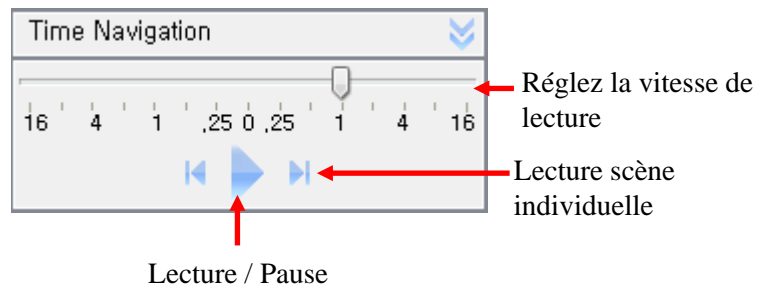 Time Navigation
Réglez la vitesse de
lecture
16 4 1 ,25 0 ,25 1 4 16
Lecture scène
individuelle
Lecture / Pause